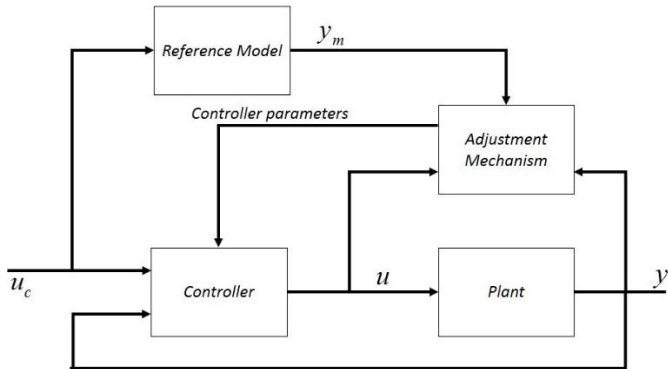 Reference Model
y_m
Controller parameters
Adjustment
Mechanism
u_c
Controller
u
Plant
y